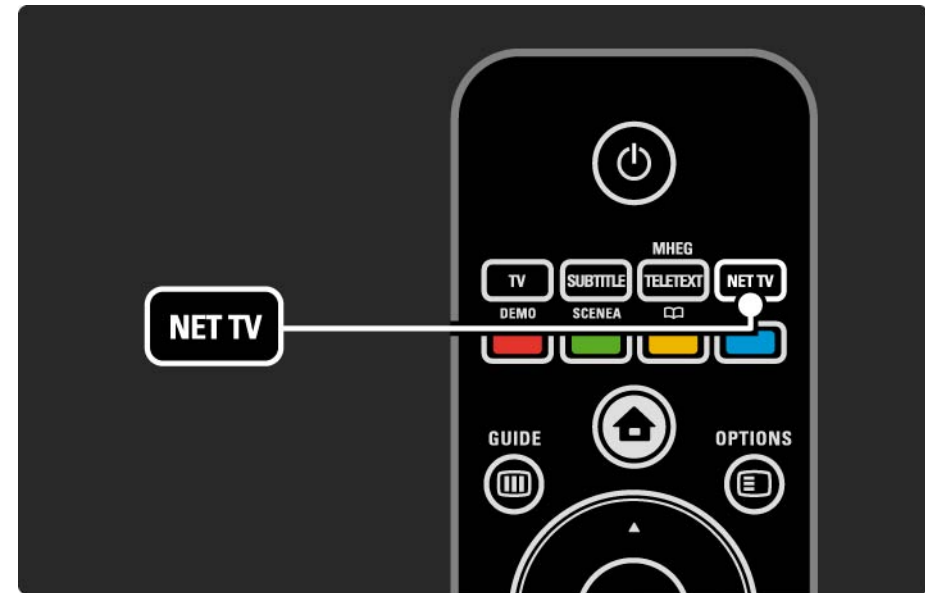 MHEG
TV SUBTITLE TELETEXT NET TV
DEMO SCENEA
NET TV
GUIDE OPTIONS